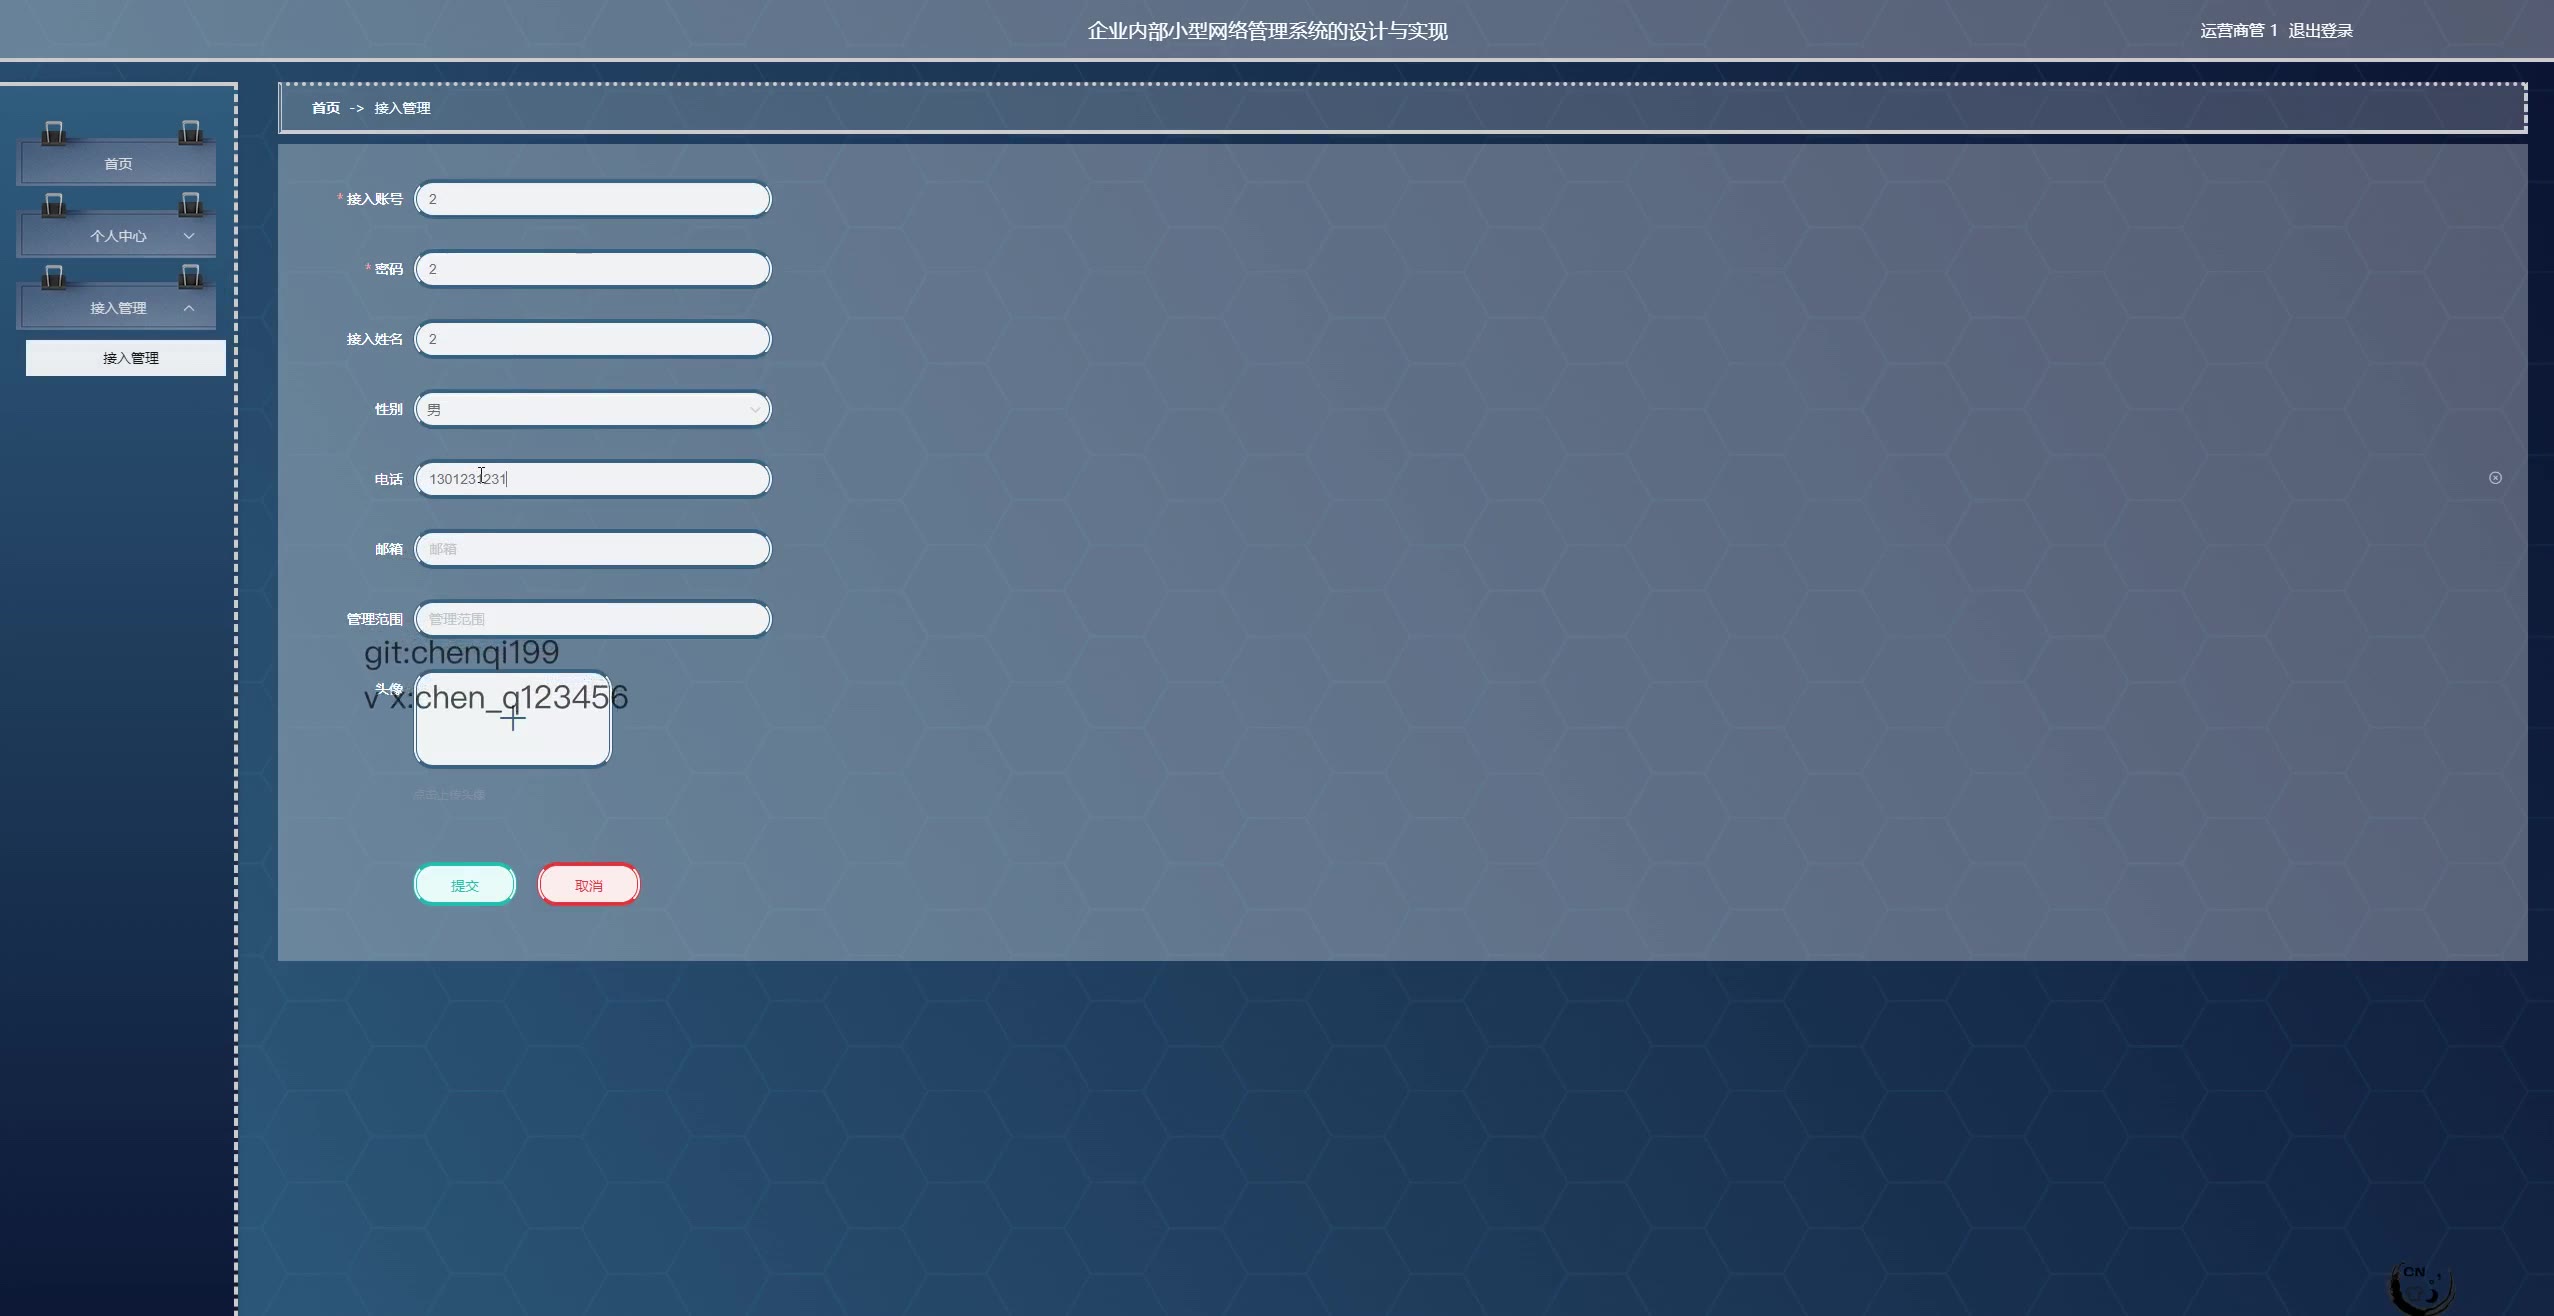 企业内部小型网络管理系统的设计与实现
运营商管 1 退出登录
首页 -> 接入管理
首页
个人中心
接入管理
接入管理
* 接入账号 2
* 密码 2
接入姓名 2
性别 男
电话 1301231231
邮箱 邮箱
管理范围 管理范围
git:chenqi199
头像
v x:chen_q123456
点击上传头像
提交 取消
CN